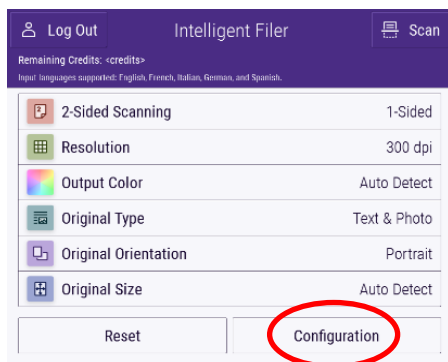 Log Out
Intelligent Filer
Scan
Remaining Credits: <credits>
Input languages supported: English, French, Italian, German, and Spanish.
2-Sided Scanning 1-Sided
Resolution 300 dpi
Output Color Auto Detect
Original Type Text & Photo
Original Orientation Portrait
Original Size Auto Detect
Reset Configuration